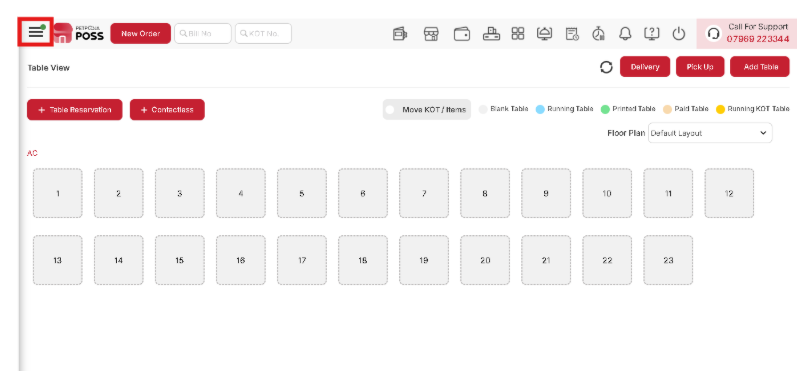 PETPOOJA
POSS
New Order
Bill No
KOT No.
Call For Support
07969 223344
Table View
Delivery
Pick Up
Add Table
+ Table Reservation
+ Contactless
Move KOT / Items
Blank Table
Running Table
Printed Table
Paid Table
Running KOT Table
Floor Plan
Default Layout
AC
1 2 3 4 5 6 7 8 9 10 11 12
13 14 15 16 17 18 19 20 21 22 23